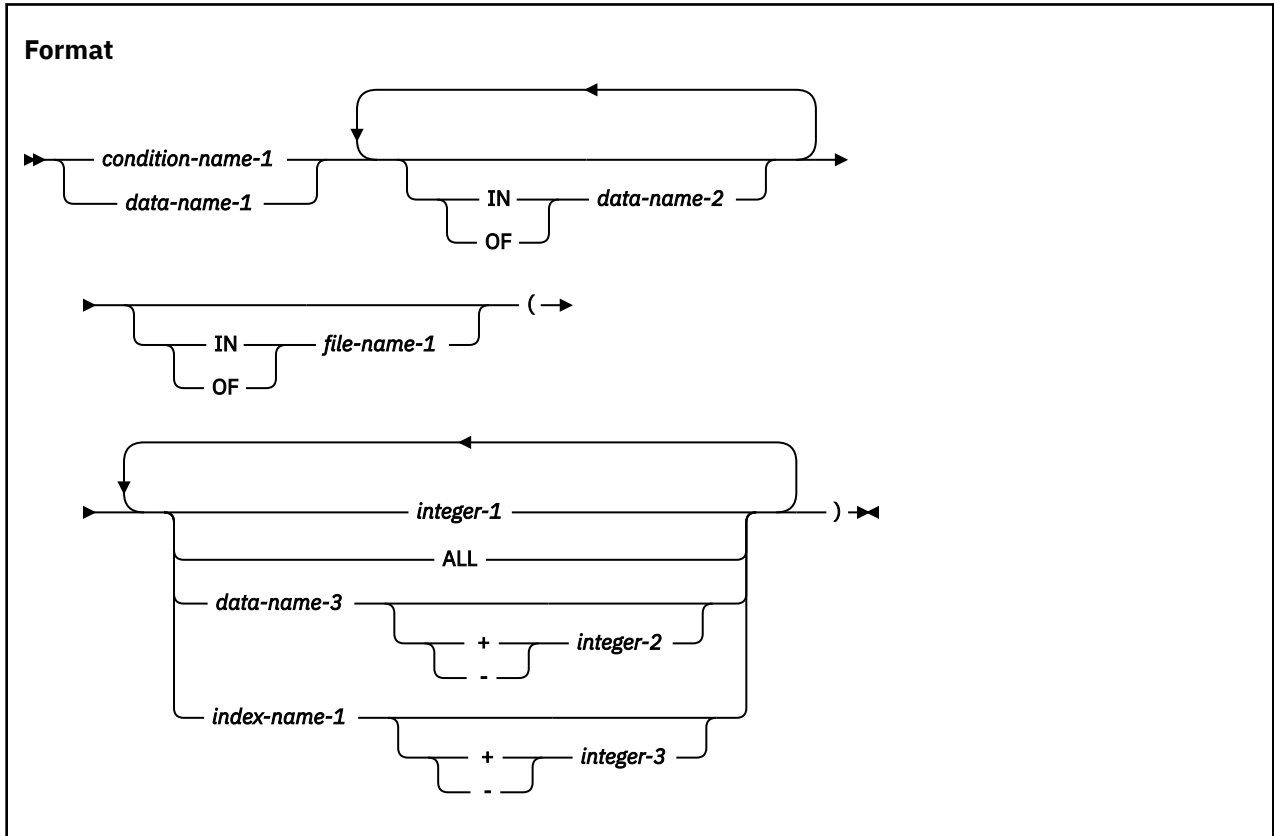 Format
condition-name-1
data-name-1
IN data-name-2
OF
IN file-name-1 (
OF
integer-1 )
ALL
data-name-3
+ integer-2
-
index-name-1
+ integer-3
-